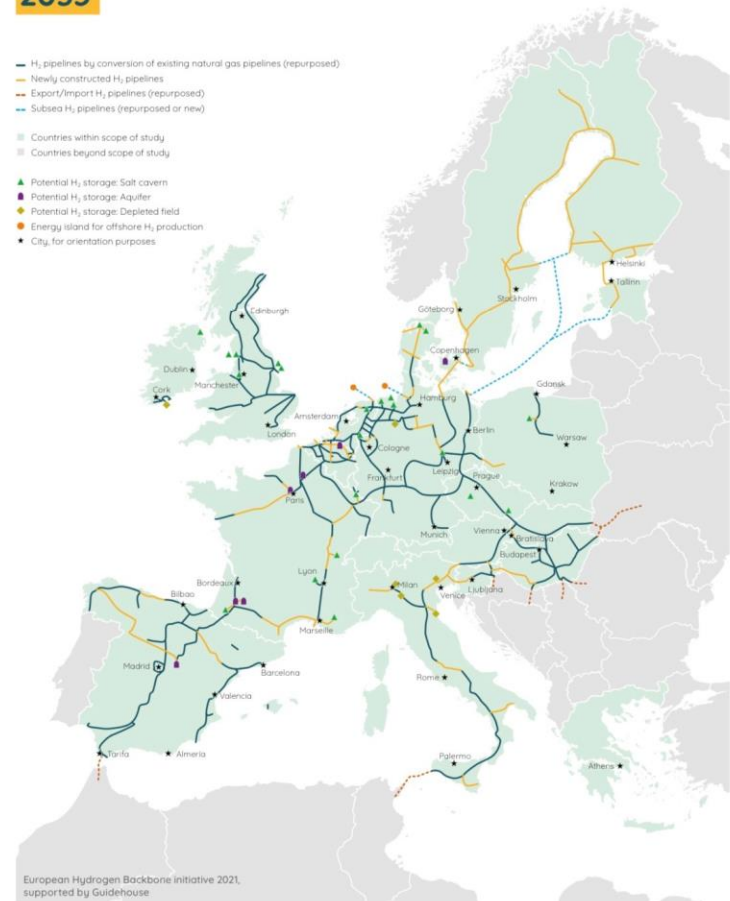 2035
H₂ pipelines by conversion of existing natural gas pipelines (repurposed)
Newly constructed H₂ pipelines
Export/Import H₂ pipelines (repurposed)
Subsea H₂ pipelines (repurposed or new)
Countries within scope of study
Countries beyond scope of study
Potential H₂ storage: Salt cavern
Potential H₂ storage: Aquifer
Potential H₂ storage: Depleted field
Energy island for offshore H₂ production
City, for orientation purposes
Helsinki
Tallinn
Stockholm
Göteborg
Edinburgh
Copenhagen
Dublin
Manchester
Cork
Hamburg
Gdansk
Amsterdam
London
Berlin
Warsaw
Cologne
Leipzig
Frankfurt
Prague
Krakow
Paris
Munich
Vienna
Bratislava
Budapest
Lyon
Bordeaux
Milan
Venice
Ljubljana
Bilbao
Marseille
Madrid
Barcelona
Rome
Valencia
Tarifa
Almeria
Palermo
Athens
European Hydrogen Backbone initiative 2021,
supported by Guidehouse